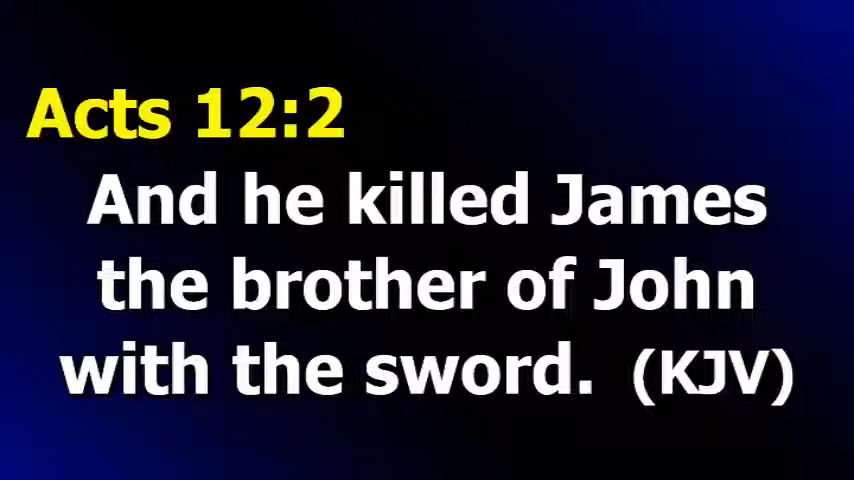 Acts 12:2
And he killed James
the brother of John
with the sword. (KJV)